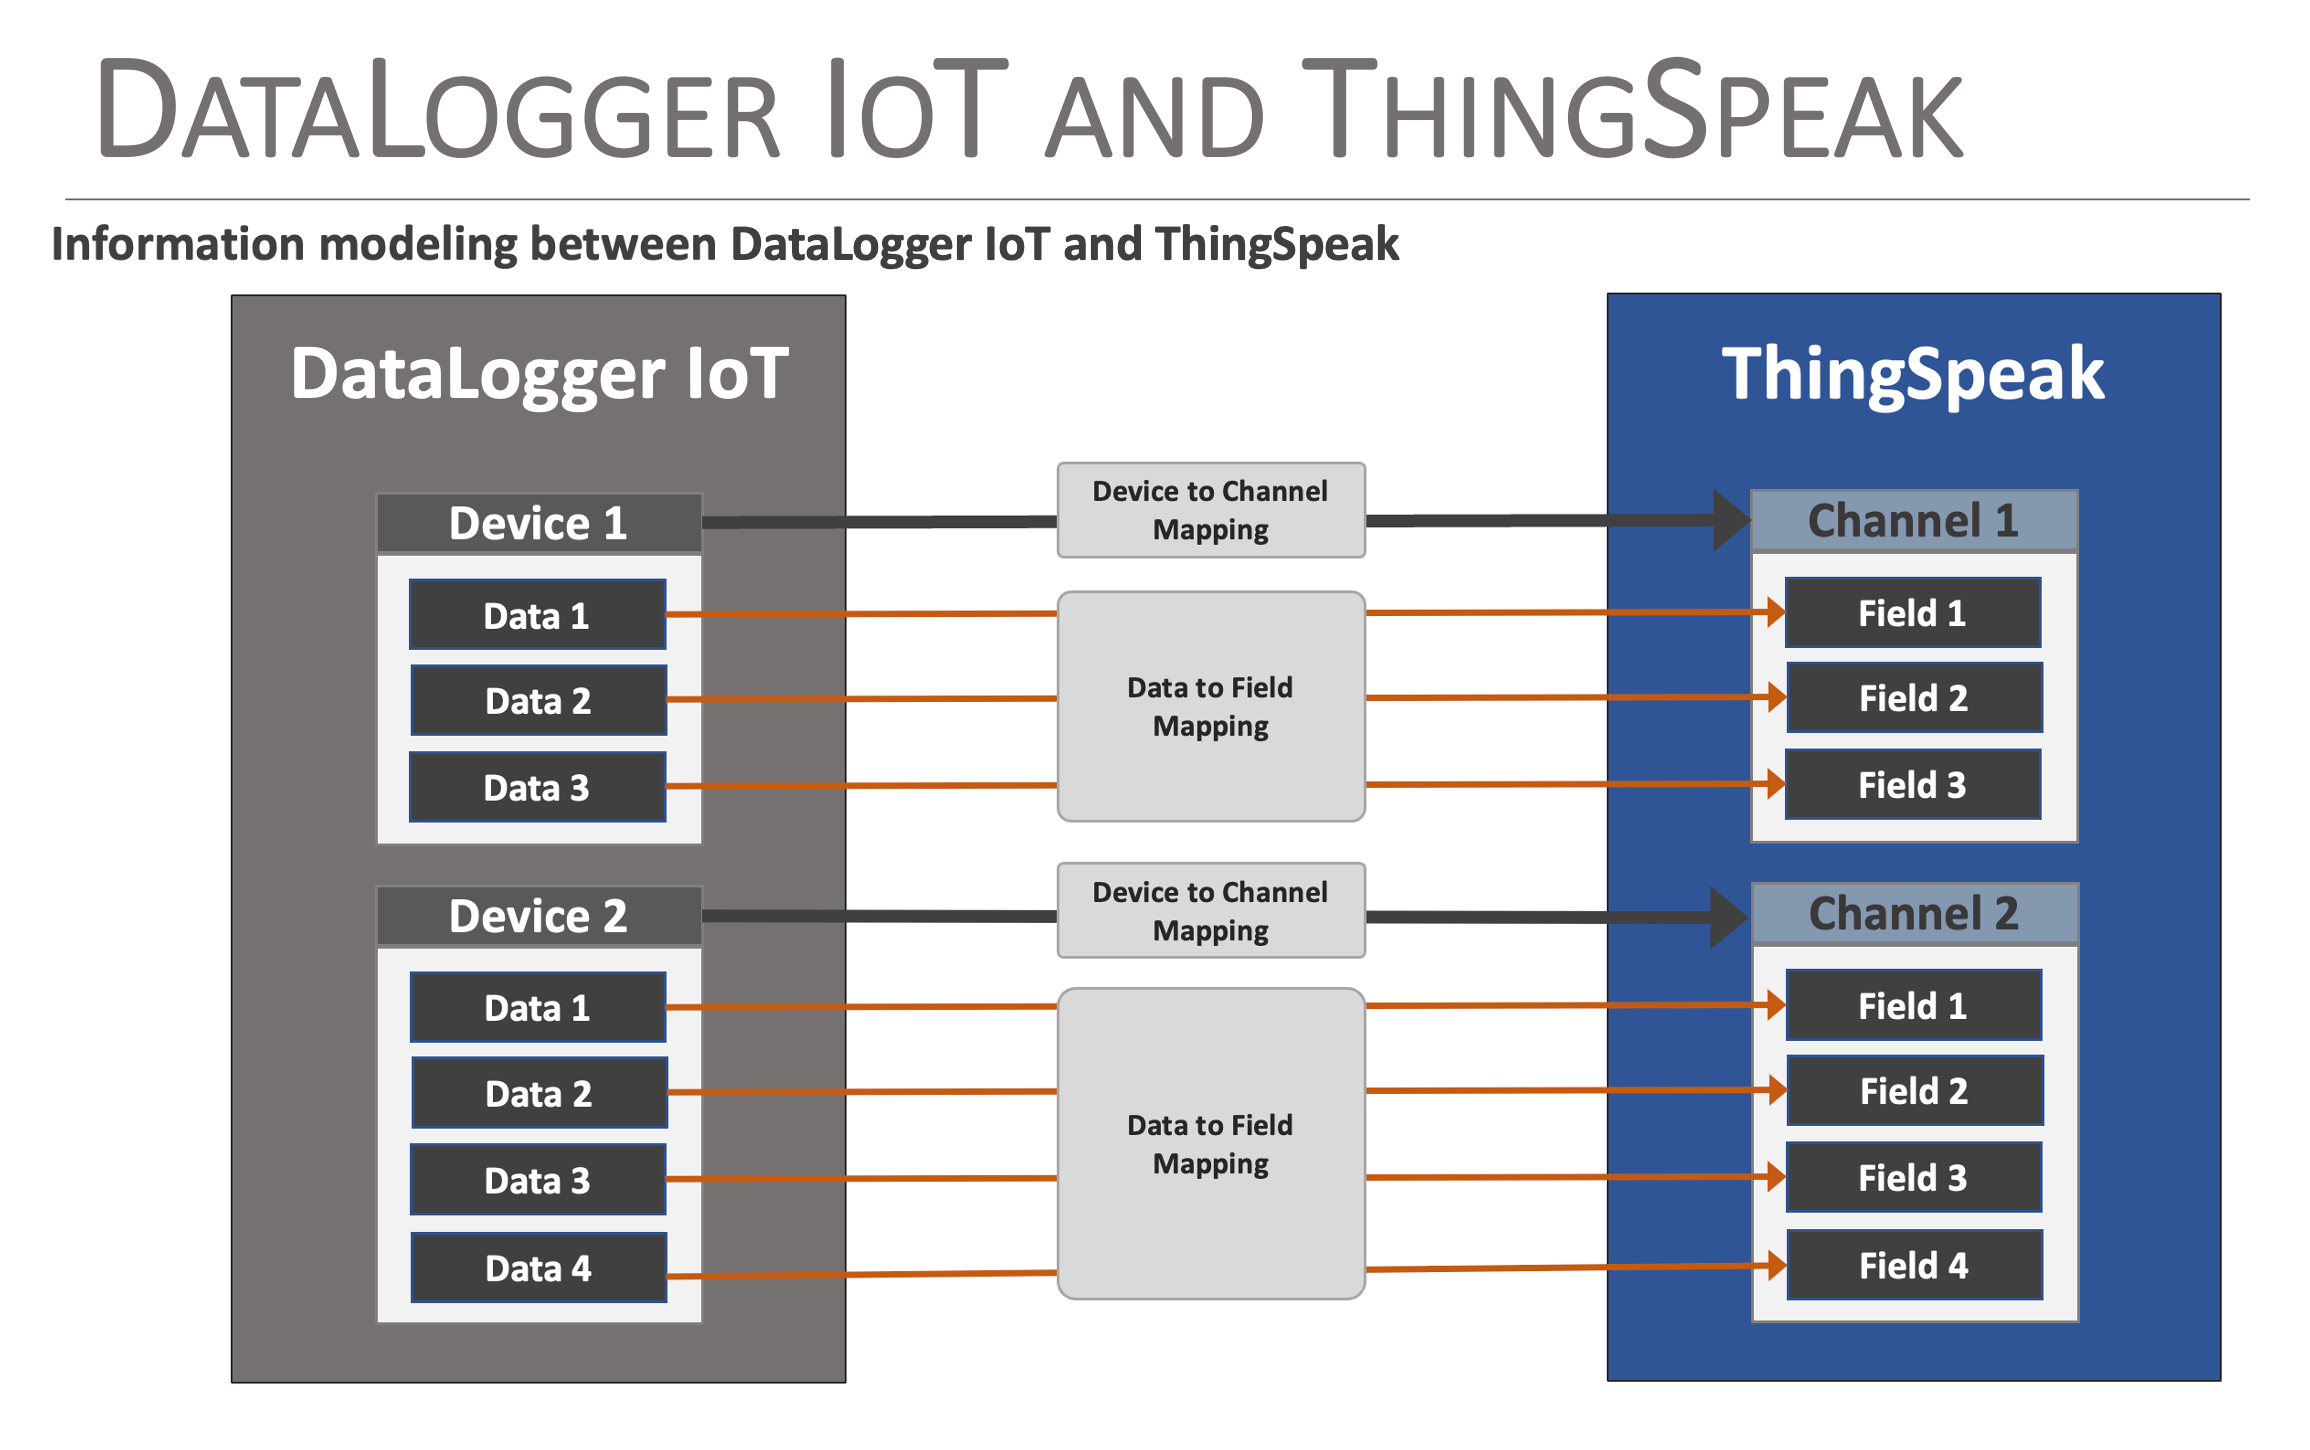 DATALOGGER IOT AND THINGSPEAK
Information modeling between DataLogger IoT and ThingSpeak
DataLogger IoT
Device 1
Data 1
Data 2
Data 3
Device 2
Data 1
Data 2
Data 3
Data 4
Device to Channel
Mapping
Data to Field
Mapping
Device to Channel
Mapping
Data to Field
Mapping
ThingSpeak
Channel 1
Field 1
Field 2
Field 3
Channel 2
Field 1
Field 2
Field 3
Field 4